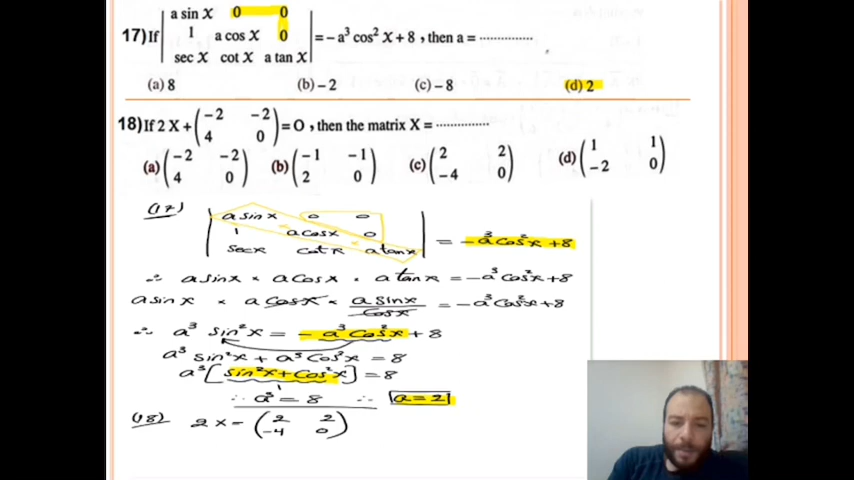 17) If | a sin X 0 0
1 a cos X 0
sec X cot X a tan X | = – a³ cos² X + 8 , then a = ··············
(a) 8 (b) – 2 (c) – 8 (d) 2
18) If 2 X + ( –2 –2
4 0 ) = O , then the matrix X = ··············
(a) ( –2 –2
4 0 ) (b) ( –1 –1
2 0 ) (c) ( 2 2
–4 0 ) (d) ( 1 1
–2 0 )
(17)
| a sin x 0 0
1 a cos x 0
sec x cot x a tan x | = – a³ cos² x + 8
∴ a sin x × a cos x × a tan x = – a³ cos² x + 8
a sin x × a cos x × a sin x / cos x = – a³ cos² x + 8
∴ a³ sin² x = – a³ cos² x + 8
a³ sin² x + a³ cos² x = 8
a³ [ sin² x + cos² x ] = 8
1
∴ a³ = 8 ∴ a = 2
(18) 2 x = ( 2 2
–4 0 )